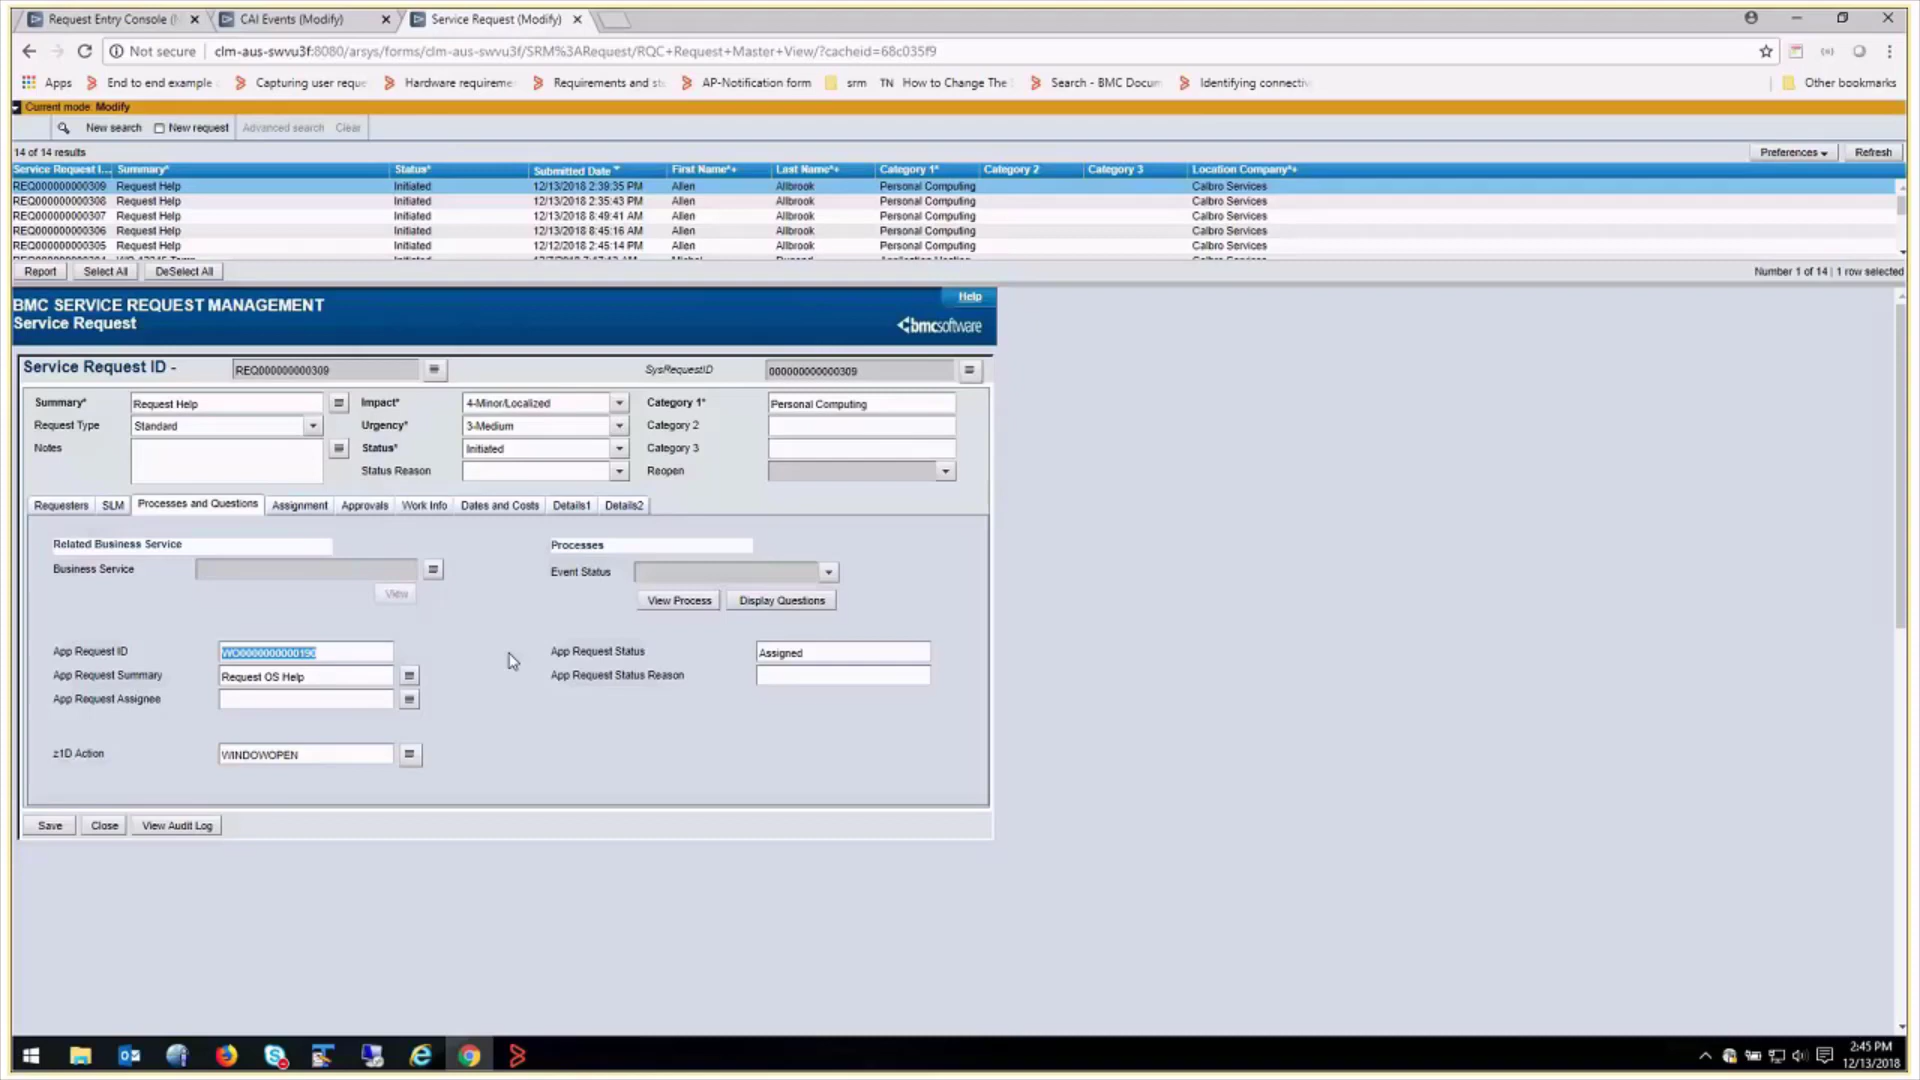 Request Entry Console (
CAI Events (Modify)
Service Request (Modify)
Not secure
clm-aus-swvu3f:8080/arsys/forms/clm-aus-swvu3f/SRM%3ARequest/RQC+Request+Master+View/?cacheid=68c035f9
Apps
End to end example
Capturing user reque
Hardware requireme
Requirements and st
AP-Notification form
srm
TN How to Change The
Search - BMC Docum
Identifying connectiv
Other bookmarks
Current mode: Modify
New search New request Advanced search Clear
14 of 14 results
Preferences Refresh
Service Request I... Summary* Status* Submitted Date First Name*+ Last Name*+ Category 1* Category 2 Category 3 Location Company*+
REQ000000000309 Request Help Initiated 12/13/2018 2:39:35 PM Allen Allbrook Personal Computing Calbro Services
REQ000000000308 Request Help Initiated 12/13/2018 2:35:43 PM Allen Allbrook Personal Computing Calbro Services
REQ000000000307 Request Help Initiated 12/13/2018 8:49:41 AM Allen Allbrook Personal Computing Calbro Services
REQ000000000306 Request Help Initiated 12/13/2018 8:45:16 AM Allen Allbrook Personal Computing Calbro Services
REQ000000000305 Request Help Initiated 12/12/2018 2:45:14 PM Allen Allbrook Personal Computing Calbro Services
Report Select All DeSelect All
Number 1 of 14 | 1 row selected
BMC SERVICE REQUEST MANAGEMENT
Service Request
Help
bmcsoftware
Service Request ID - REQ000000000309 SysRequestID 000000000000309
Summary* Request Help Impact* 4-Minor/Localized Category 1* Personal Computing
Request Type Standard Urgency* 3-Medium Category 2
Notes Status* Initiated Category 3
Status Reason Reopen
Requesters SLM Processes and Questions Assignment Approvals Work Info Dates and Costs Details1 Details2
Related Business Service Processes
Business Service Event Status
View View Process Display Questions
App Request ID WO0000000000190 App Request Status Assigned
App Request Summary Request OS Help App Request Status Reason
App Request Assignee
z1D Action WINDOWOPEN
Save Close View Audit Log
2:45 PM
12/13/2018